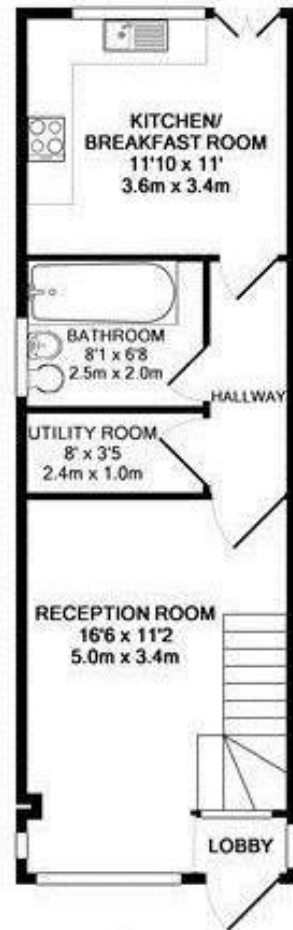 KITCHEN/
BREAKFAST ROOM
11'10 x 11'
3.6m x 3.4m
BATHROOM
8'1 x 6'8
2.5m x 2.0m
HALLWAY
UTILITY ROOM
8' x 3'5
2.4m x 1.0m
RECEPTION ROOM
16'6 x 11'2
5.0m x 3.4m
LOBBY